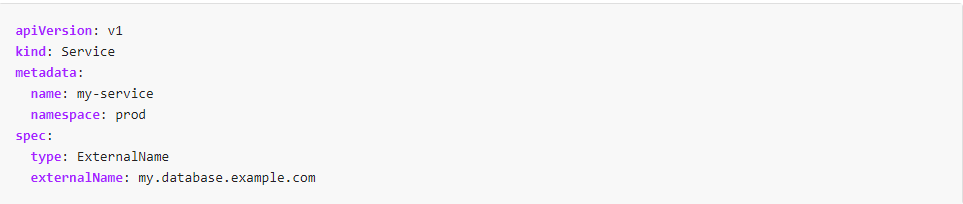 apiVersion: v1
kind: Service
metadata:
  name: my-service
  namespace: prod
spec:
  type: ExternalName
  externalName: my.database.example.com